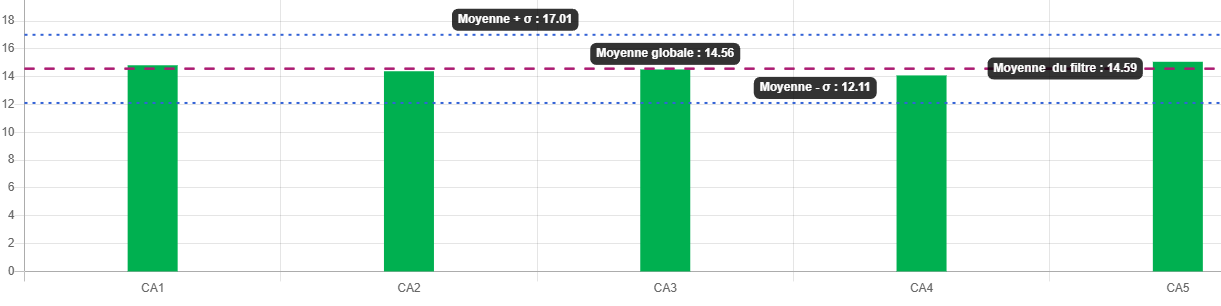 18
16
14
12
10
8
6
4
2
0
Moyenne + σ : 17.01
Moyenne globale : 14.56
Moyenne du filtre : 14.59
Moyenne - σ : 12.11
CA1 CA2 CA3 CA4 CA5